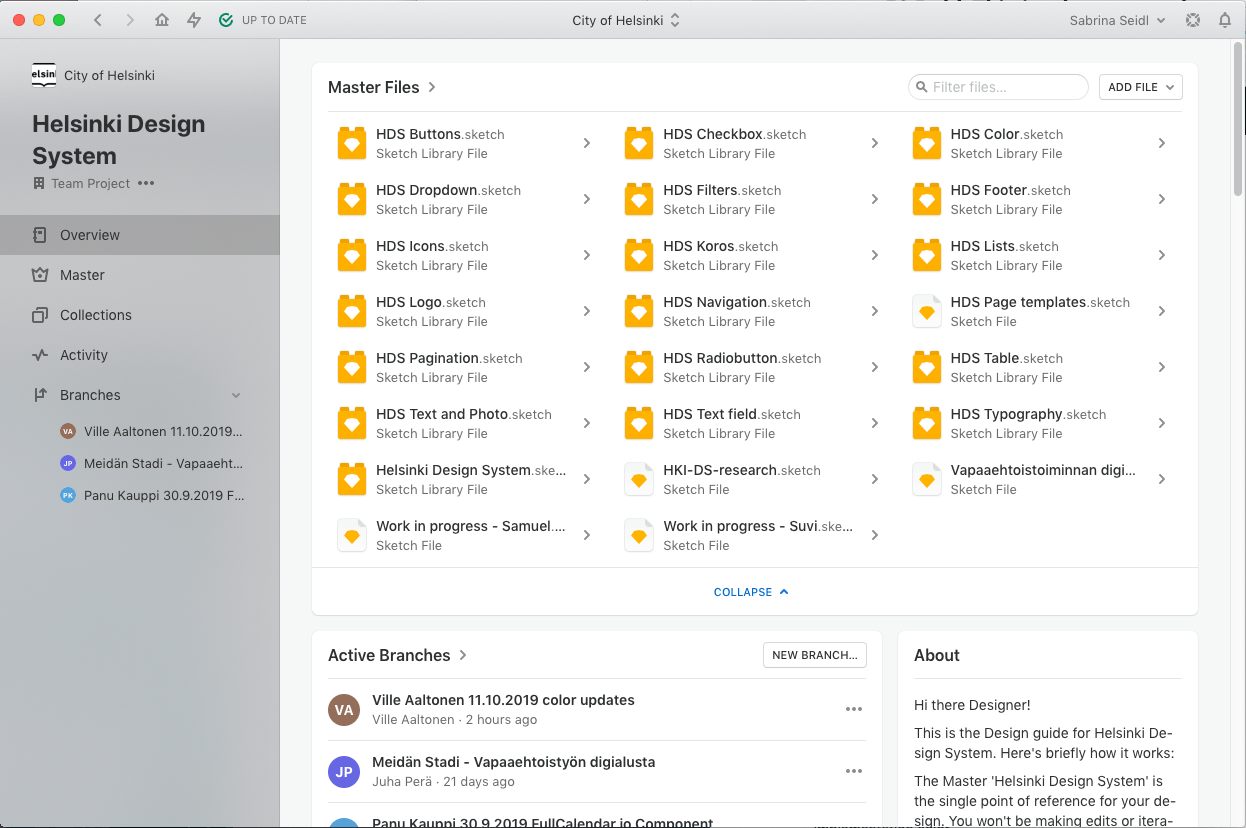 UP TO DATE
City of Helsinki
Sabrina Seidl
elsinl
City of Helsinki
Helsinki Design
System
Team Project
Overview
Master
Collections
Activity
Branches
VA Ville Aaltonen 11.10.2019...
JP Meidän Stadi - Vapaaeht...
PK Panu Kauppi 30.9.2019 F...
Master Files
Filter files...
ADD FILE
HDS Buttons.sketch
Sketch Library File
HDS Checkbox.sketch
Sketch Library File
HDS Color.sketch
Sketch Library File
HDS Dropdown.sketch
Sketch Library File
HDS Filters.sketch
Sketch Library File
HDS Footer.sketch
Sketch Library File
HDS Icons.sketch
Sketch Library File
HDS Koros.sketch
Sketch Library File
HDS Lists.sketch
Sketch Library File
HDS Logo.sketch
Sketch Library File
HDS Navigation.sketch
Sketch Library File
HDS Page templates.sketch
Sketch File
HDS Pagination.sketch
Sketch Library File
HDS Radiobutton.sketch
Sketch Library File
HDS Table.sketch
Sketch Library File
HDS Text and Photo.sketch
Sketch Library File
HDS Text field.sketch
Sketch Library File
HDS Typography.sketch
Sketch Library File
Helsinki Design System.ske...
Sketch Library File
HKI-DS-research.sketch
Sketch File
Vapaaehtoistoiminnan digi...
Sketch File
Work in progress - Samuel....
Sketch File
Work in progress - Suvi.ske...
Sketch File
COLLAPSE
Active Branches
NEW BRANCH...
VA
Ville Aaltonen 11.10.2019 color updates
Ville Aaltonen · 2 hours ago
JP
Meidän Stadi - Vapaaehtoistyön digialusta
Juha Perä · 21 days ago
Panu Kauppi 30.9.2019 FullCalendar.io Component
About
Hi there Designer!
This is the Design guide for Helsinki De-
sign System. Here's briefly how it works:
The Master 'Helsinki Design System' is
the single point of reference for your de-
sign. You won't be making edits or itera-